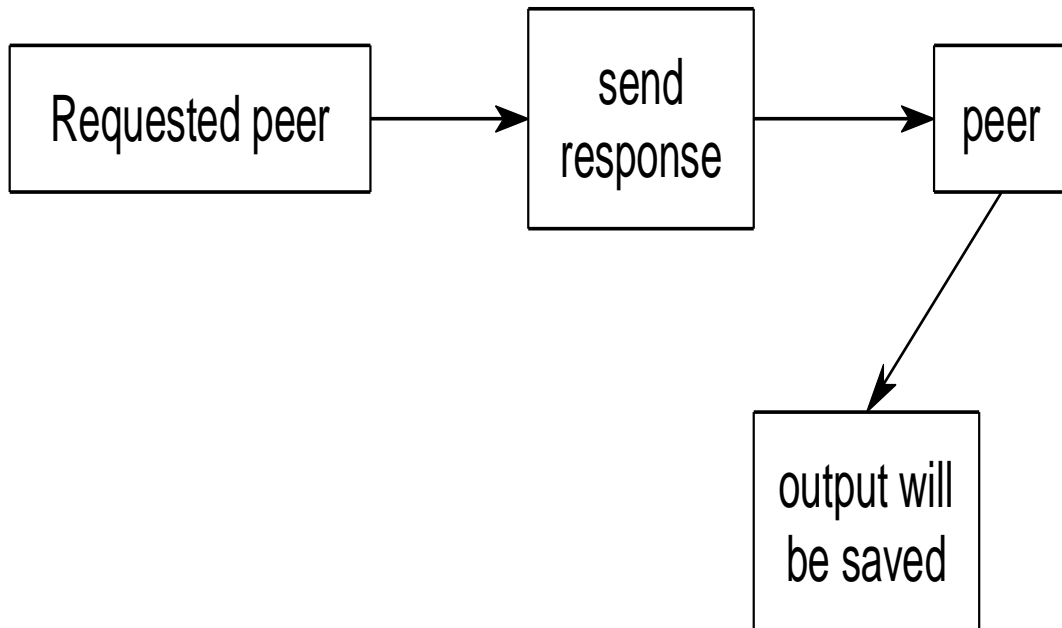 Requested peer
send
response
peer
output will
be saved